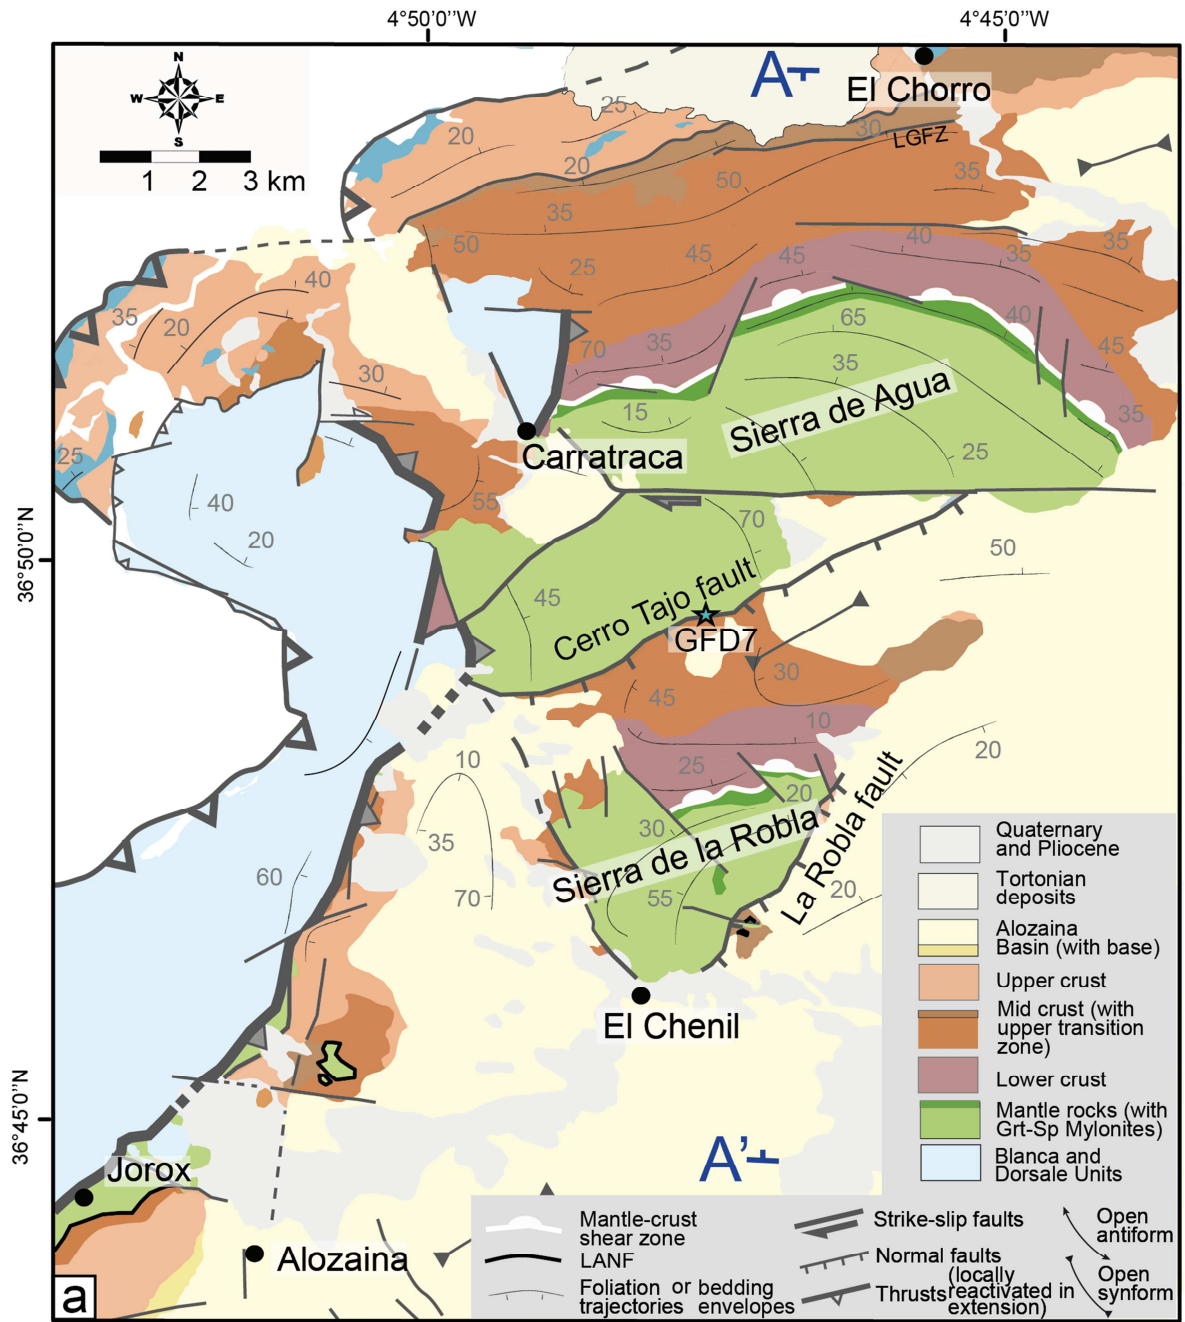 4°50'0''W
4°45'0''W
N
W
E
S
1 2 3 km
A
El Chorro
25
20
30
LGFZ
20
50
35
35
50
45
25
45
40
35
35
40
35
20
70
35
65
40
45
30
35
15
Sierra de Agua
35
25
Carratraca
25
55
40
20
70
36°50'0''N
50
45
Cerro Tajo fault
GFD7
30
45
10
20
10
25
20
35
30
Sierra de la Robla
La Robla fault
60
70
55
20
El Chenil
36°45'0''N
A'
Jorox
Alozaina
a
Quaternary
and Pliocene
Tortonian
deposits
Alozaina
Basin (with base)
Upper crust
Mid crust (with
upper transition
zone)
Lower crust
Mantle rocks (with
Grt-Sp Mylonites)
Blanca and
Dorsale Units
Mantle-crust
shear zone
LANF
Foliation or bedding
trajectories envelopes
Strike-slip faults
Normal faults
(locally
Thrusts reactivated in
extension)
Open
antiform
Open
synform